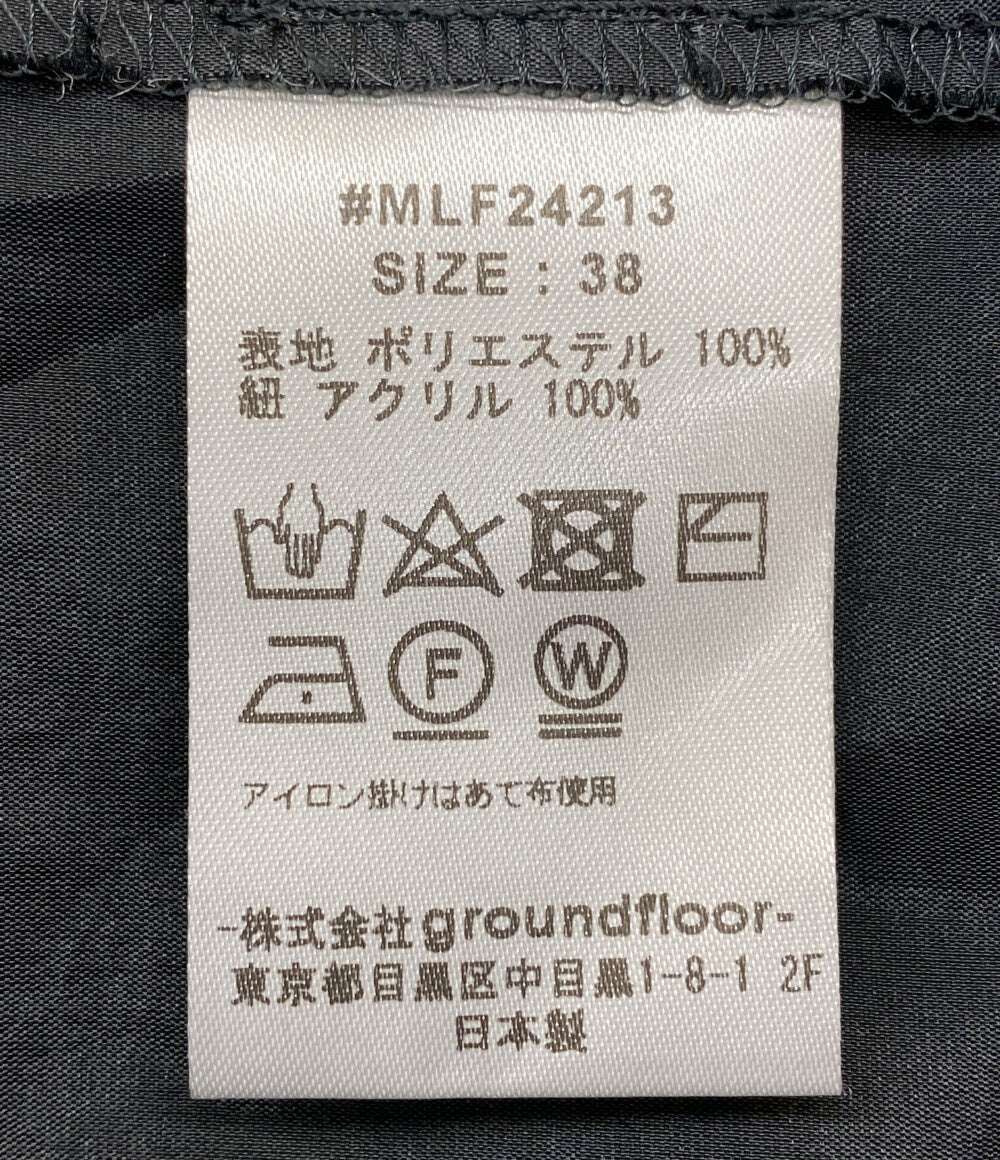 #MLF24213
SIZE : 38
表地 ポリエステル 100%
紐 アクリル 100%
F W
アイロン掛けはあて布使用
-株式会社groundfloor-
東京都目黒区中目黒1-8-1 2F
日本製